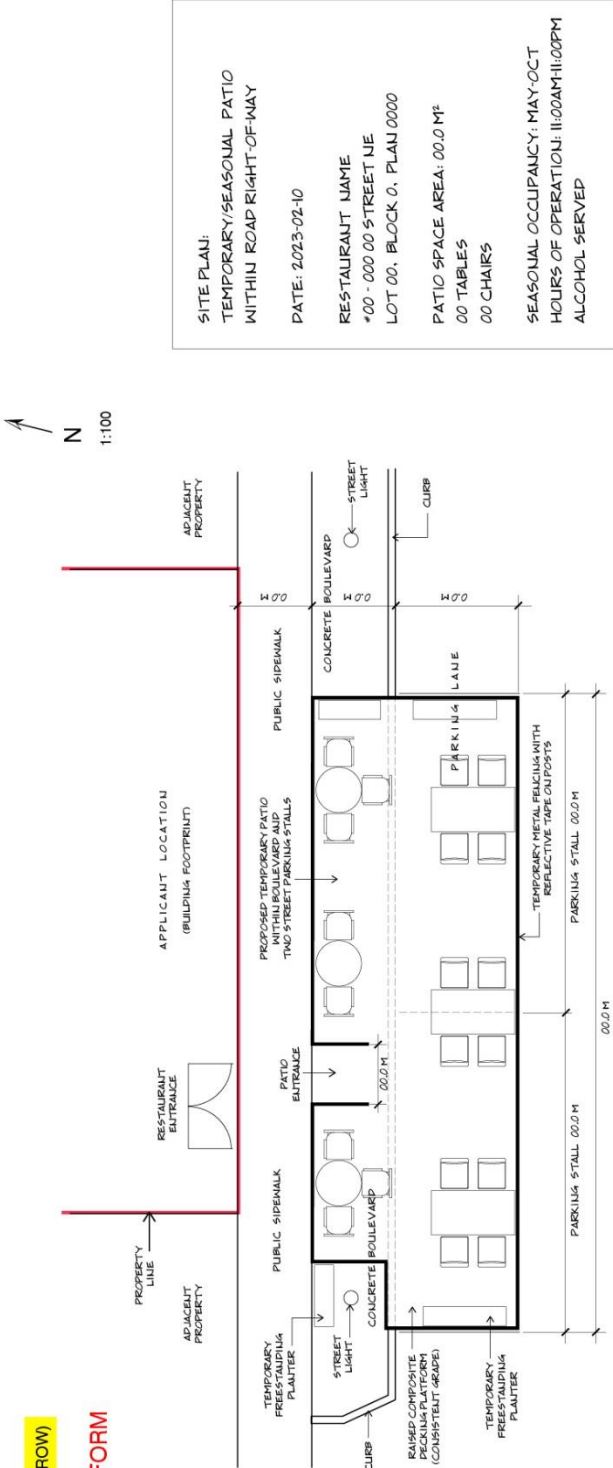 ROW)
FORM
N
1:100
SITE PLAN:
TEMPORARY/SEASONAL PATIO
WITHIN ROAD RIGHT-OF-WAY
DATE: 2023-02-10
RESTAURANT NAME
*00 - 000 00 STREET NE
LOT 00, BLOCK 0, PLAN 0000
PATIO SPACE AREA: 00.0 M²
00 TABLES
00 CHAIRS
SEASONAL OCCUPANCY: MAY-OCT
HOURS OF OPERATION: 11:00AM-11:00PM
ALCOHOL SERVED
PROPERTY
LINE
RESTAURANT
ENTRANCE
APPLICANT LOCATION
(BUILDING FOOTPRINT)
ADJACENT
PROPERTY
ADJACENT
PROPERTY
PUBLIC SIDEWALK
PATIO
ENTRANCE
PROPOSED TEMPORARY PATIO
WITHIN BOULEVARD AND
TWO STREET PARKING STALLS
PUBLIC SIDEWALK
0.0 M
TEMPORARY
FREESTANDING
PLANTER
STREET
LIGHT
CONCRETE BOULEVARD
00.0 M
CONCRETE BOULEVARD
0.0 M
STREET
LIGHT
CURB
CURB
RAISED COMPOSITE
DECKING PLATFORM
(CONSISTENT GRADE)
PARKING LANE
0.0 M
TEMPORARY
FREESTANDING
PLANTER
TEMPORARY METAL FENCING WITH
REFLECTIVE TAPE ON POSTS
PARKING STALL 00.0 M
PARKING STALL 00.0 M
00.0 M